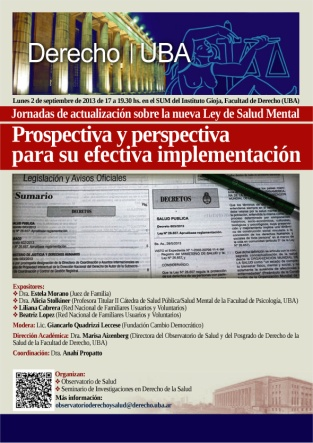 Derecho UBA
Lunes 2 de septiembre de 2013 de 17 a 19.30 hs. en el SUM del Instituto Gioja, Facultad de Derecho (UBA)
Jornadas de actualización sobre la nueva Ley de Salud Mental
Prospectiva y perspectiva
para su efectiva implementación
Legislación y Avisos Oficiales
Sumario
DECRETOS
DECRETOS
SALUD PUBLICA
Expositores:
Dra. Estela Morano (Juez de Familia)
Dra. Alicia Stolkiner (Profesora Titular II Cátedra de Salud Pública/Salud Mental de la Facultad de Psicología, UBA)
Liliana Cabrera (Red Nacional de Familiares Usuarios y Voluntarios)
Beatriz Lopez (Red Nacional de Familiares Usuarios y Voluntarios)
Modera: Lic. Giancarlo Quadrizzi Leccese (Fundación Cambio Democrático)
Dirección Académica: Dra. Marisa Aizenberg (Directora del Observatorio de Salud y del Posgrado de Derecho de la
Salud de la Facultad de Derecho, UBA)
Coordinación: Dra. Anahí Propatto
Organizan:
Observatorio de Salud
Seminario de Investigaciones en Derecho de la Salud
Más información:
observatorioderechoysalud@derecho.uba.ar